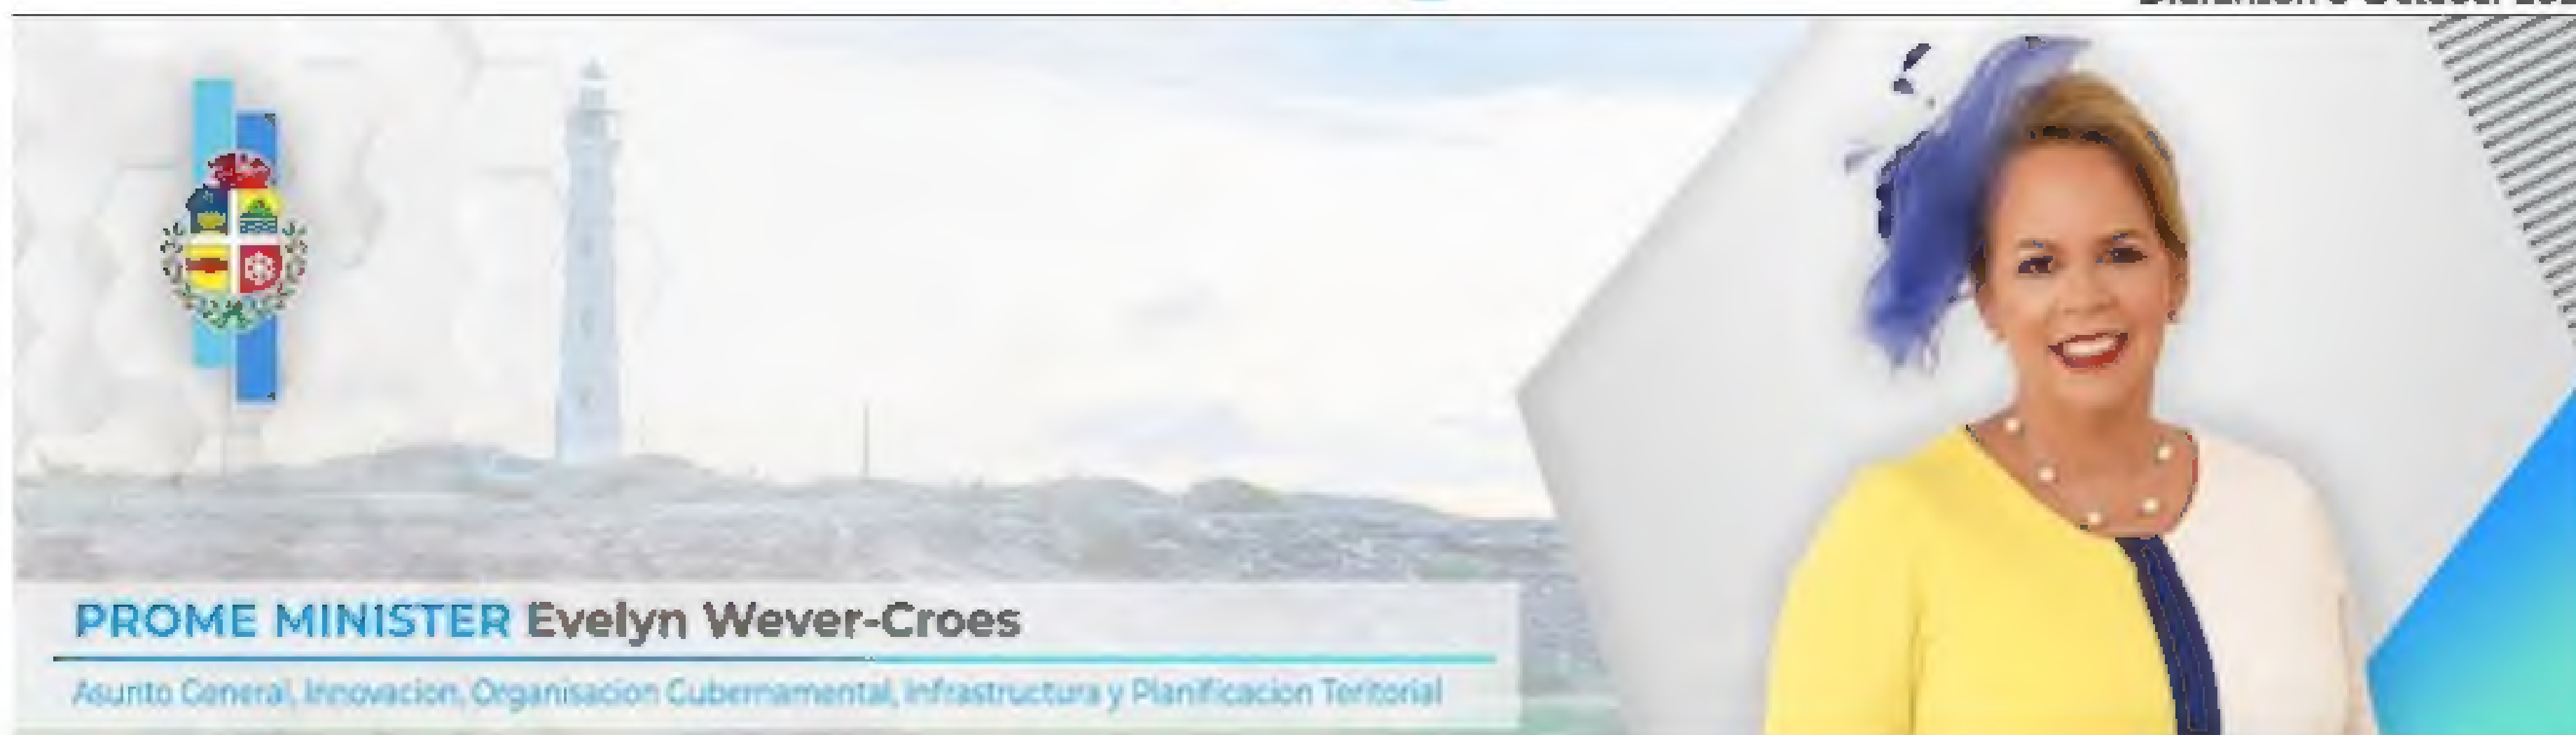 PROME MINISTER Evelyn Wever-Croes
Asunto General, Innovacion, Organisacion Gubernamental, Infrastructura y Planificacion Teritorial